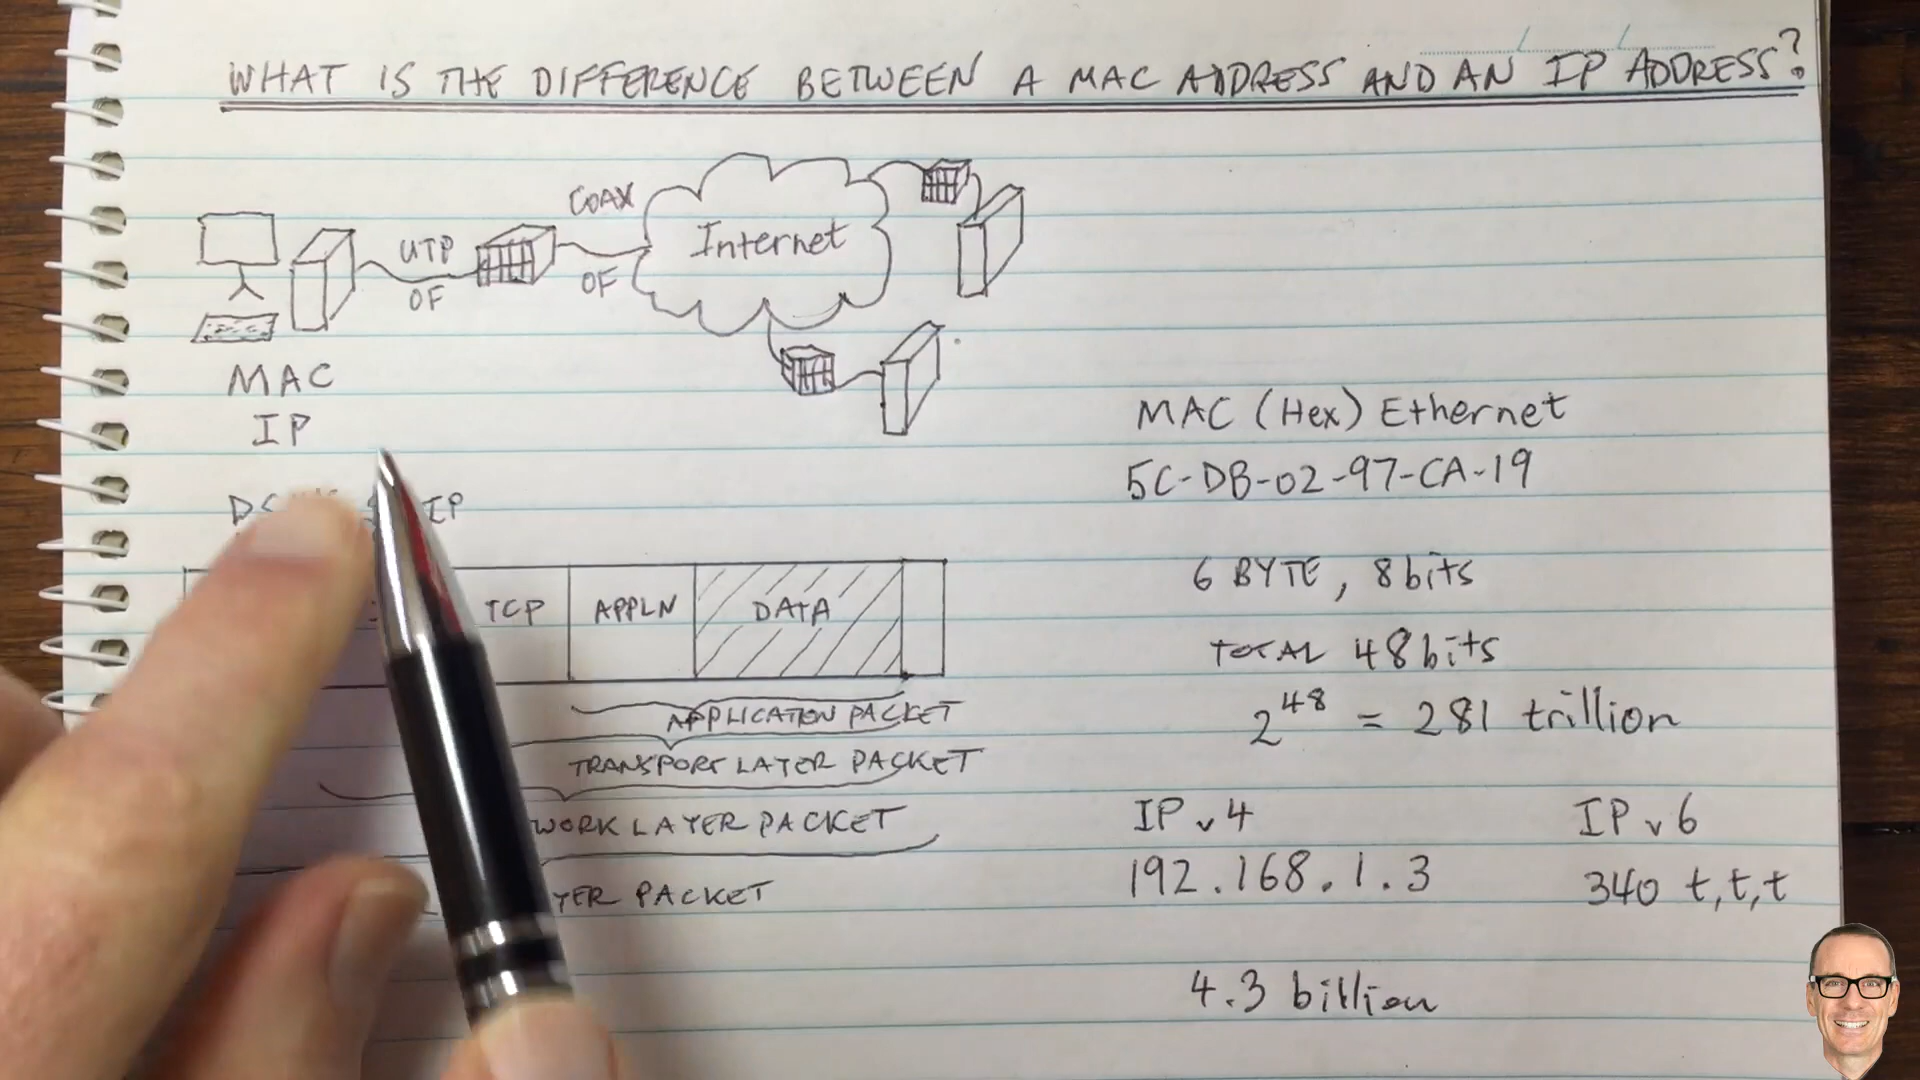 WHAT IS THE DIFFERENCE BETWEEN A MAC ADDRESS AND AN IP ADDRESS?
COAX
UTP
OF
OF
Internet
MAC
IP
IP
TCP
APPLN
DATA
APPLICATION PACKET
TRANSPORT LAYER PACKET
WORK LAYER PACKET
YER PACKET
MAC (Hex) Ethernet
5C-DB-02-97-CA-19
6 BYTE, 8 bits
TOTAL 48 bits
2^48 = 281 trillion
IP v 4
IP v 6
192.168.1.3
340 t,t,t
4.3 billion